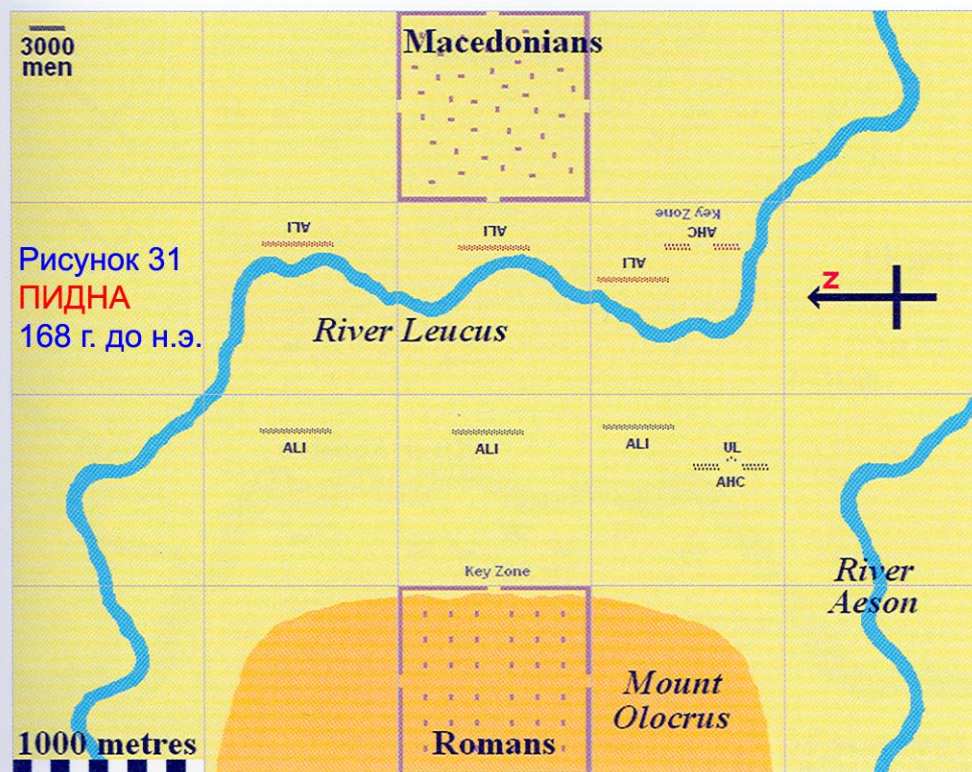 3000
men
Macedonians
Key Zone
AHC
ALI
ALI
ALI
Рисунок 31
ПИДНА
168 г. до н.э.
River Leucus
z
ALI
ALI
ALI
UL
AHC
Key Zone
River
Aeson
Mount
Olocrus
Romans
1000 metres